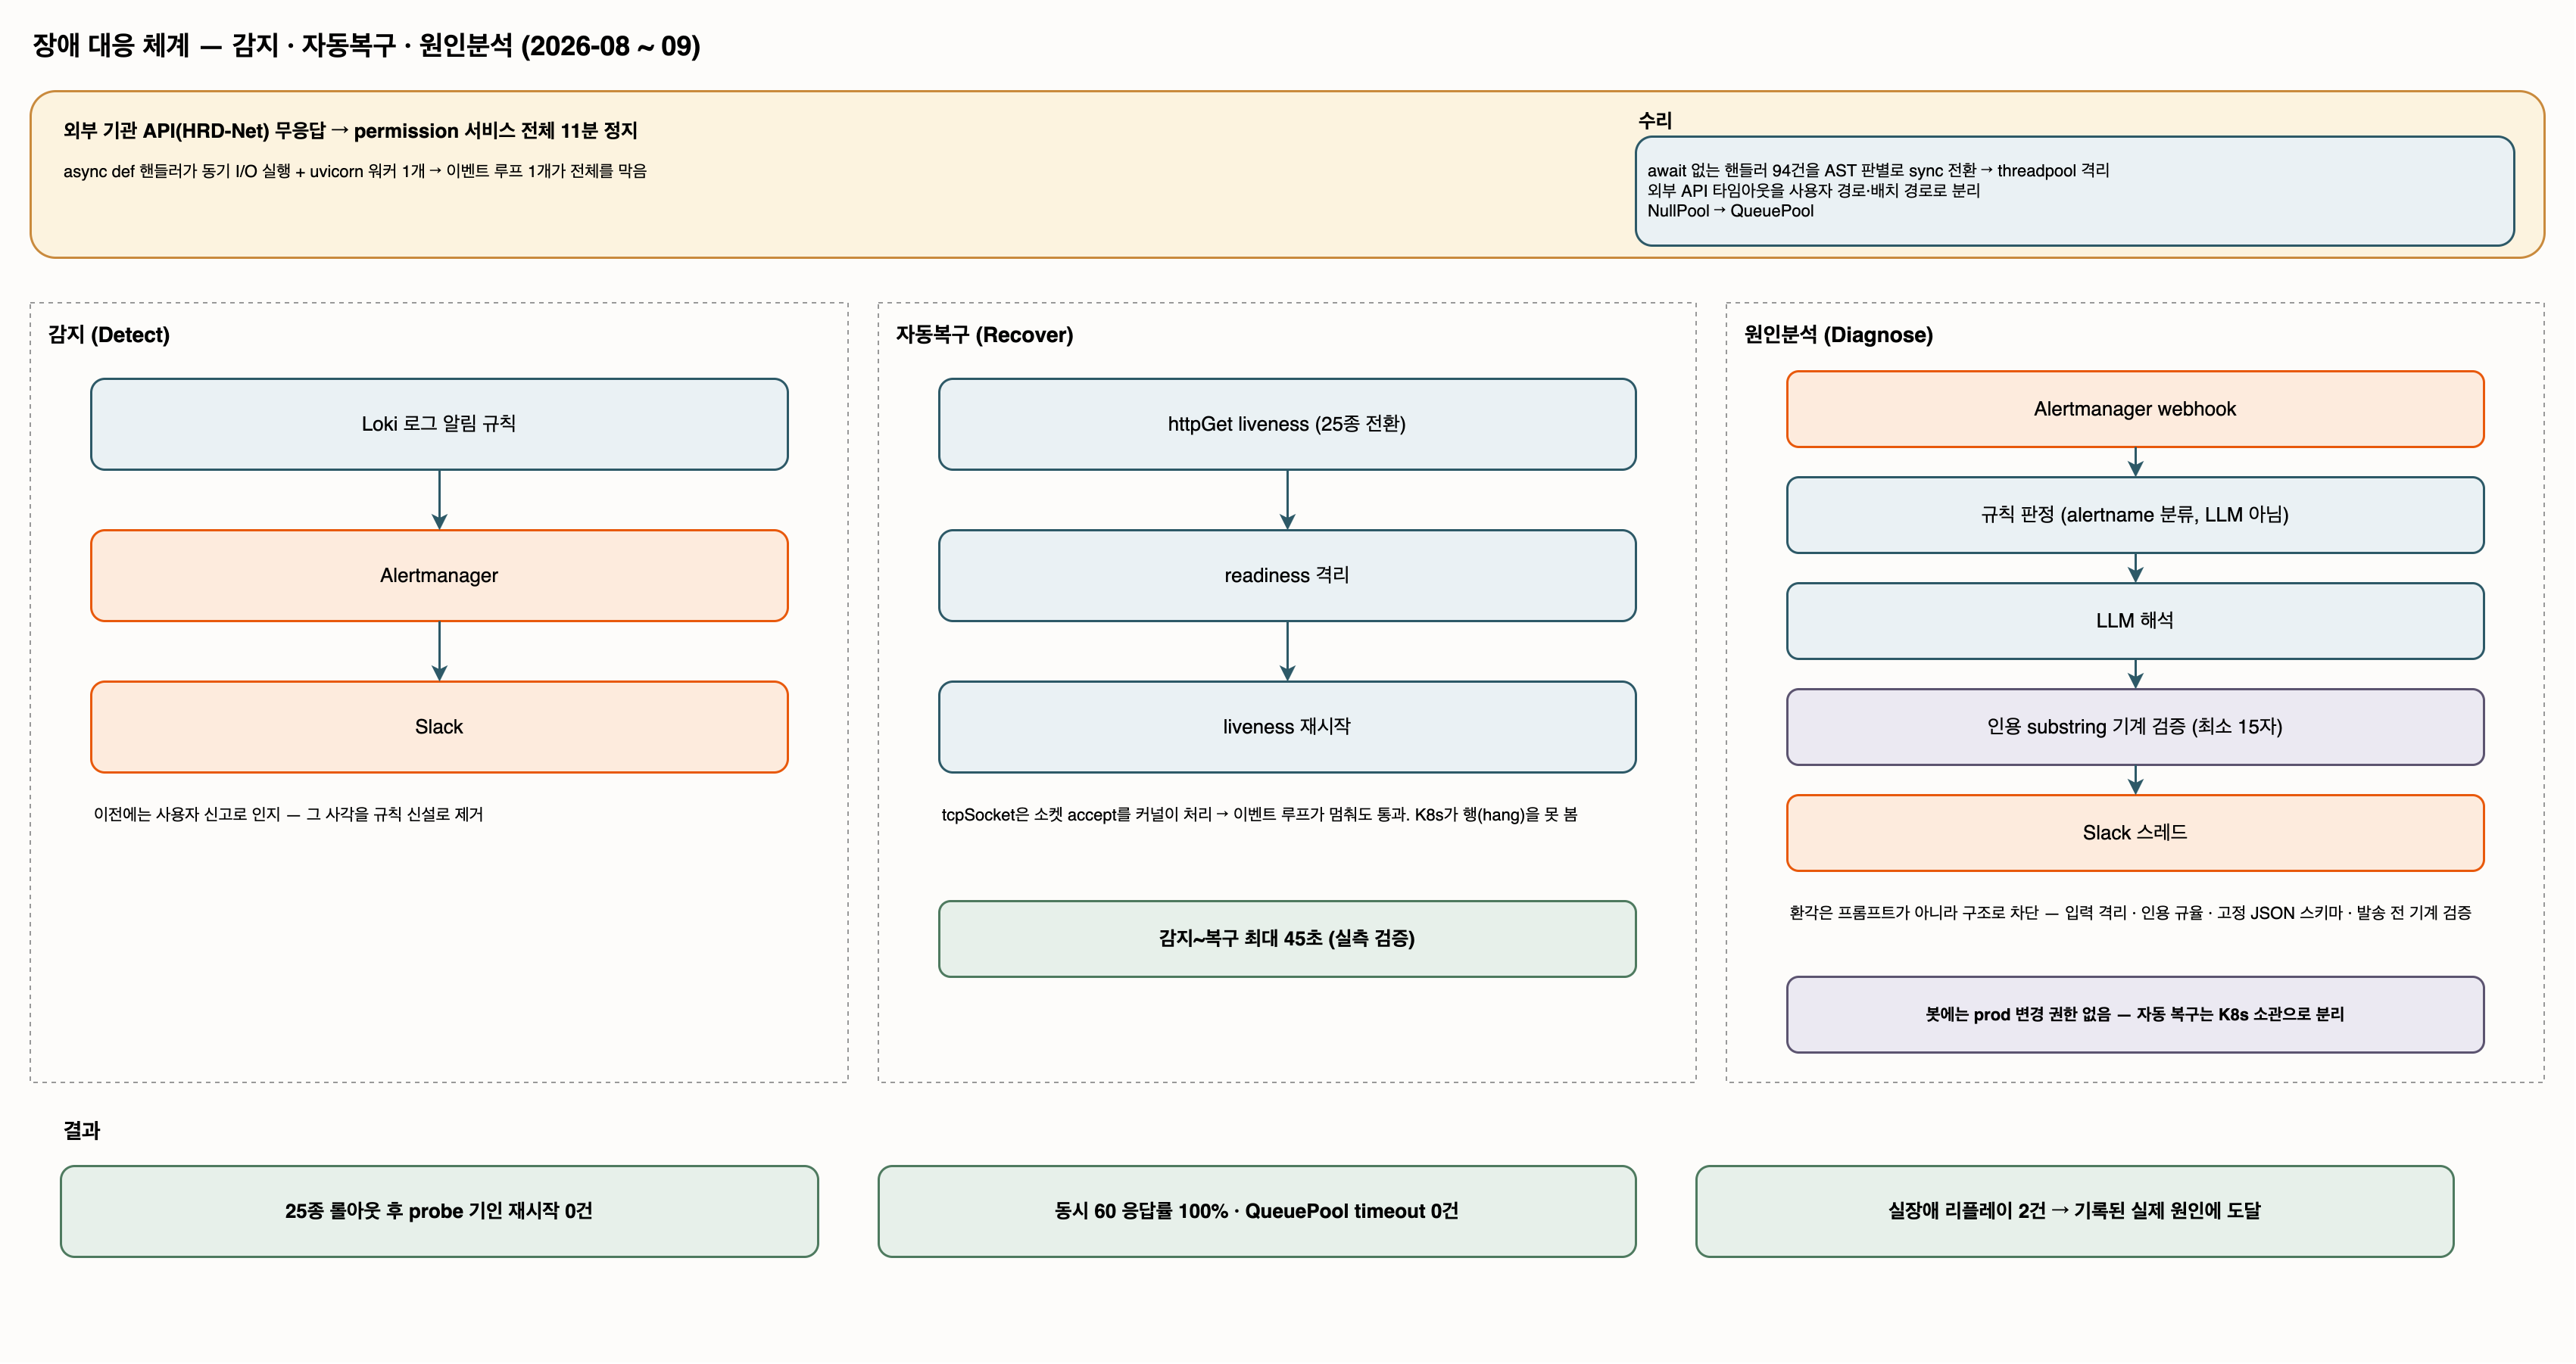 장애 대응 체계 — 감지 · 자동복구 · 원인분석 (2026-08 ~ 09)
외부 기관 API(HRD-Net) 무응답 → permission 서비스 전체 11분 정지
async def 핸들러가 동기 I/O 실행 + uvicorn 워커 1개 → 이벤트 루프 1개가 전체를 막음
수리
await 없는 핸들러 94건을 AST 판별로 sync 전환 → threadpool 격리
외부 API 타임아웃을 사용자 경로·배치 경로로 분리
NullPool → QueuePool
감지 (Detect)
Loki 로그 알림 규칙
Alertmanager
Slack
이전에는 사용자 신고로 인지 — 그 사각을 규칙 신설로 제거
자동복구 (Recover)
httpGet liveness (25종 전환)
readiness 격리
liveness 재시작
tcpSocket은 소켓 accept를 커널이 처리 → 이벤트 루프가 멈춰도 통과. K8s가 행(hang)을 못 봄
감지~복구 최대 45초 (실측 검증)
원인분석 (Diagnose)
Alertmanager webhook
규칙 판정 (alertname 분류, LLM 아님)
LLM 해석
인용 substring 기계 검증 (최소 15자)
Slack 스레드
환각은 프롬프트가 아니라 구조로 차단 — 입력 격리 · 인용 규율 · 고정 JSON 스키마 · 발송 전 기계 검증
봇에는 prod 변경 권한 없음 — 자동 복구는 K8s 소관으로 분리
결과
25종 롤아웃 후 probe 기인 재시작 0건
동시 60 응답률 100% · QueuePool timeout 0건
실장애 리플레이 2건 → 기록된 실제 원인에 도달